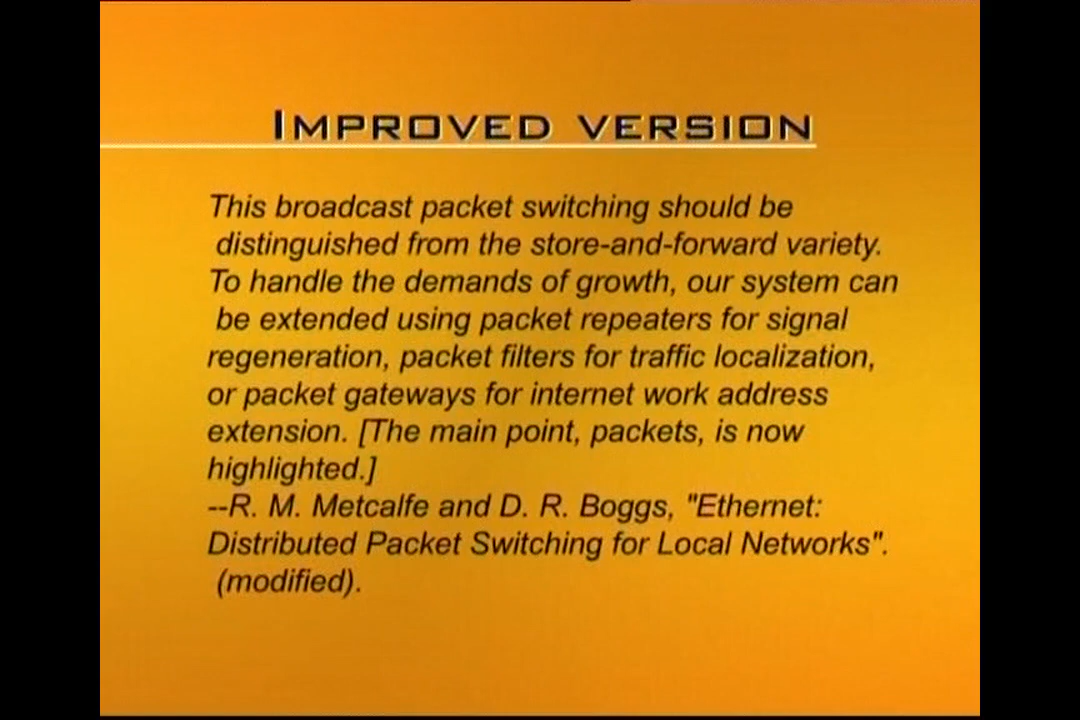 IMPROVED VERSION
This broadcast packet switching should be
distinguished from the store-and-forward variety.
To handle the demands of growth, our system can
be extended using packet repeaters for signal
regeneration, packet filters for traffic localization,
or packet gateways for internet work address
extension. [The main point, packets, is now
highlighted.]
--R. M. Metcalfe and D. R. Boggs, "Ethernet:
Distributed Packet Switching for Local Networks".
(modified).